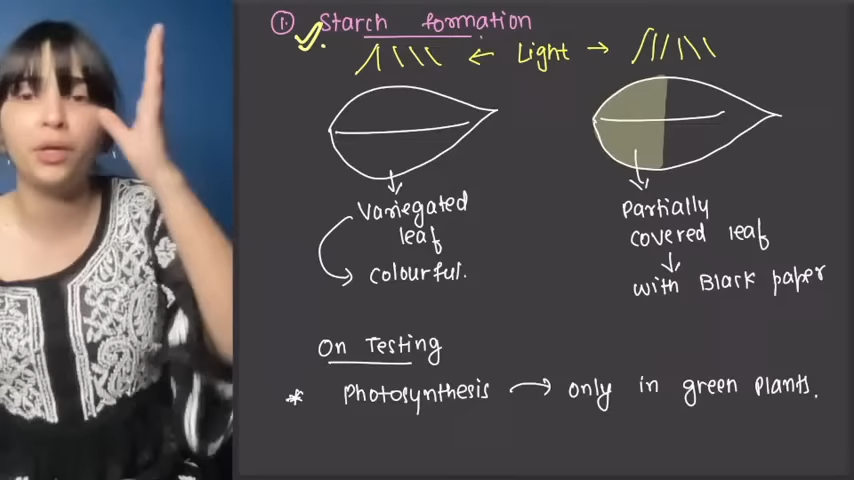 ① Starch formation
← Light →
Variegated leaf
colourful.
Partially covered leaf
with Black paper
On Testing
* Photosynthesis → only in green plants.